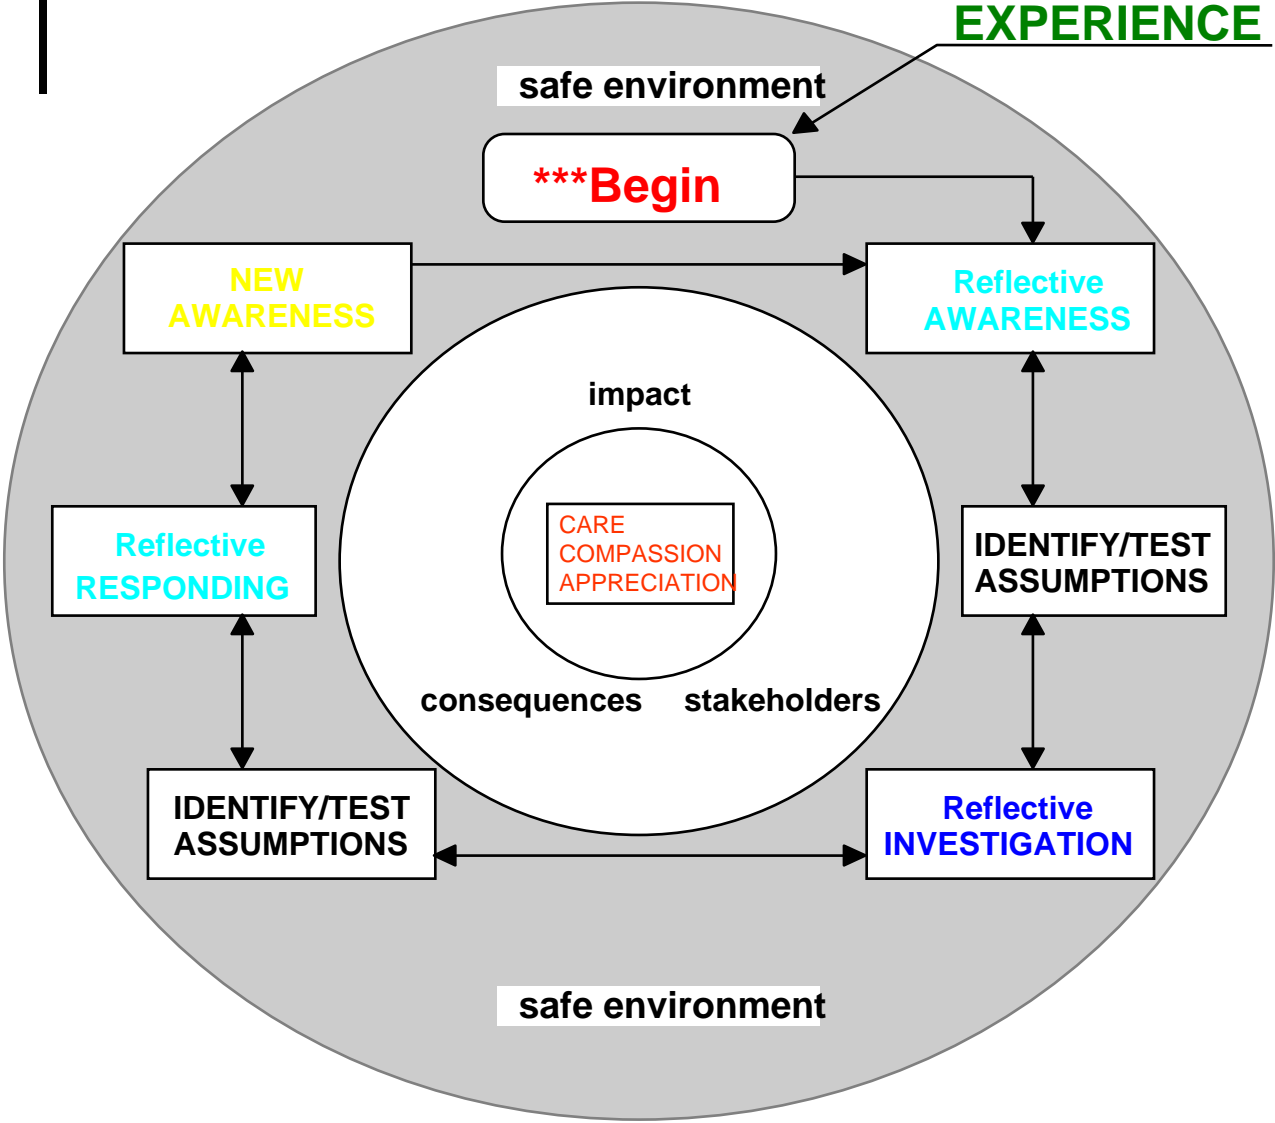 EXPERIENCE
safe environment
***Begin
NEW
AWARENESS
Reflective
AWARENESS
impact
CARE
COMPASSION
APPRECIATION
Reflective
RESPONDING
IDENTIFY/TEST
ASSUMPTIONS
consequences
stakeholders
IDENTIFY/TEST
ASSUMPTIONS
Reflective
INVESTIGATION
safe environment